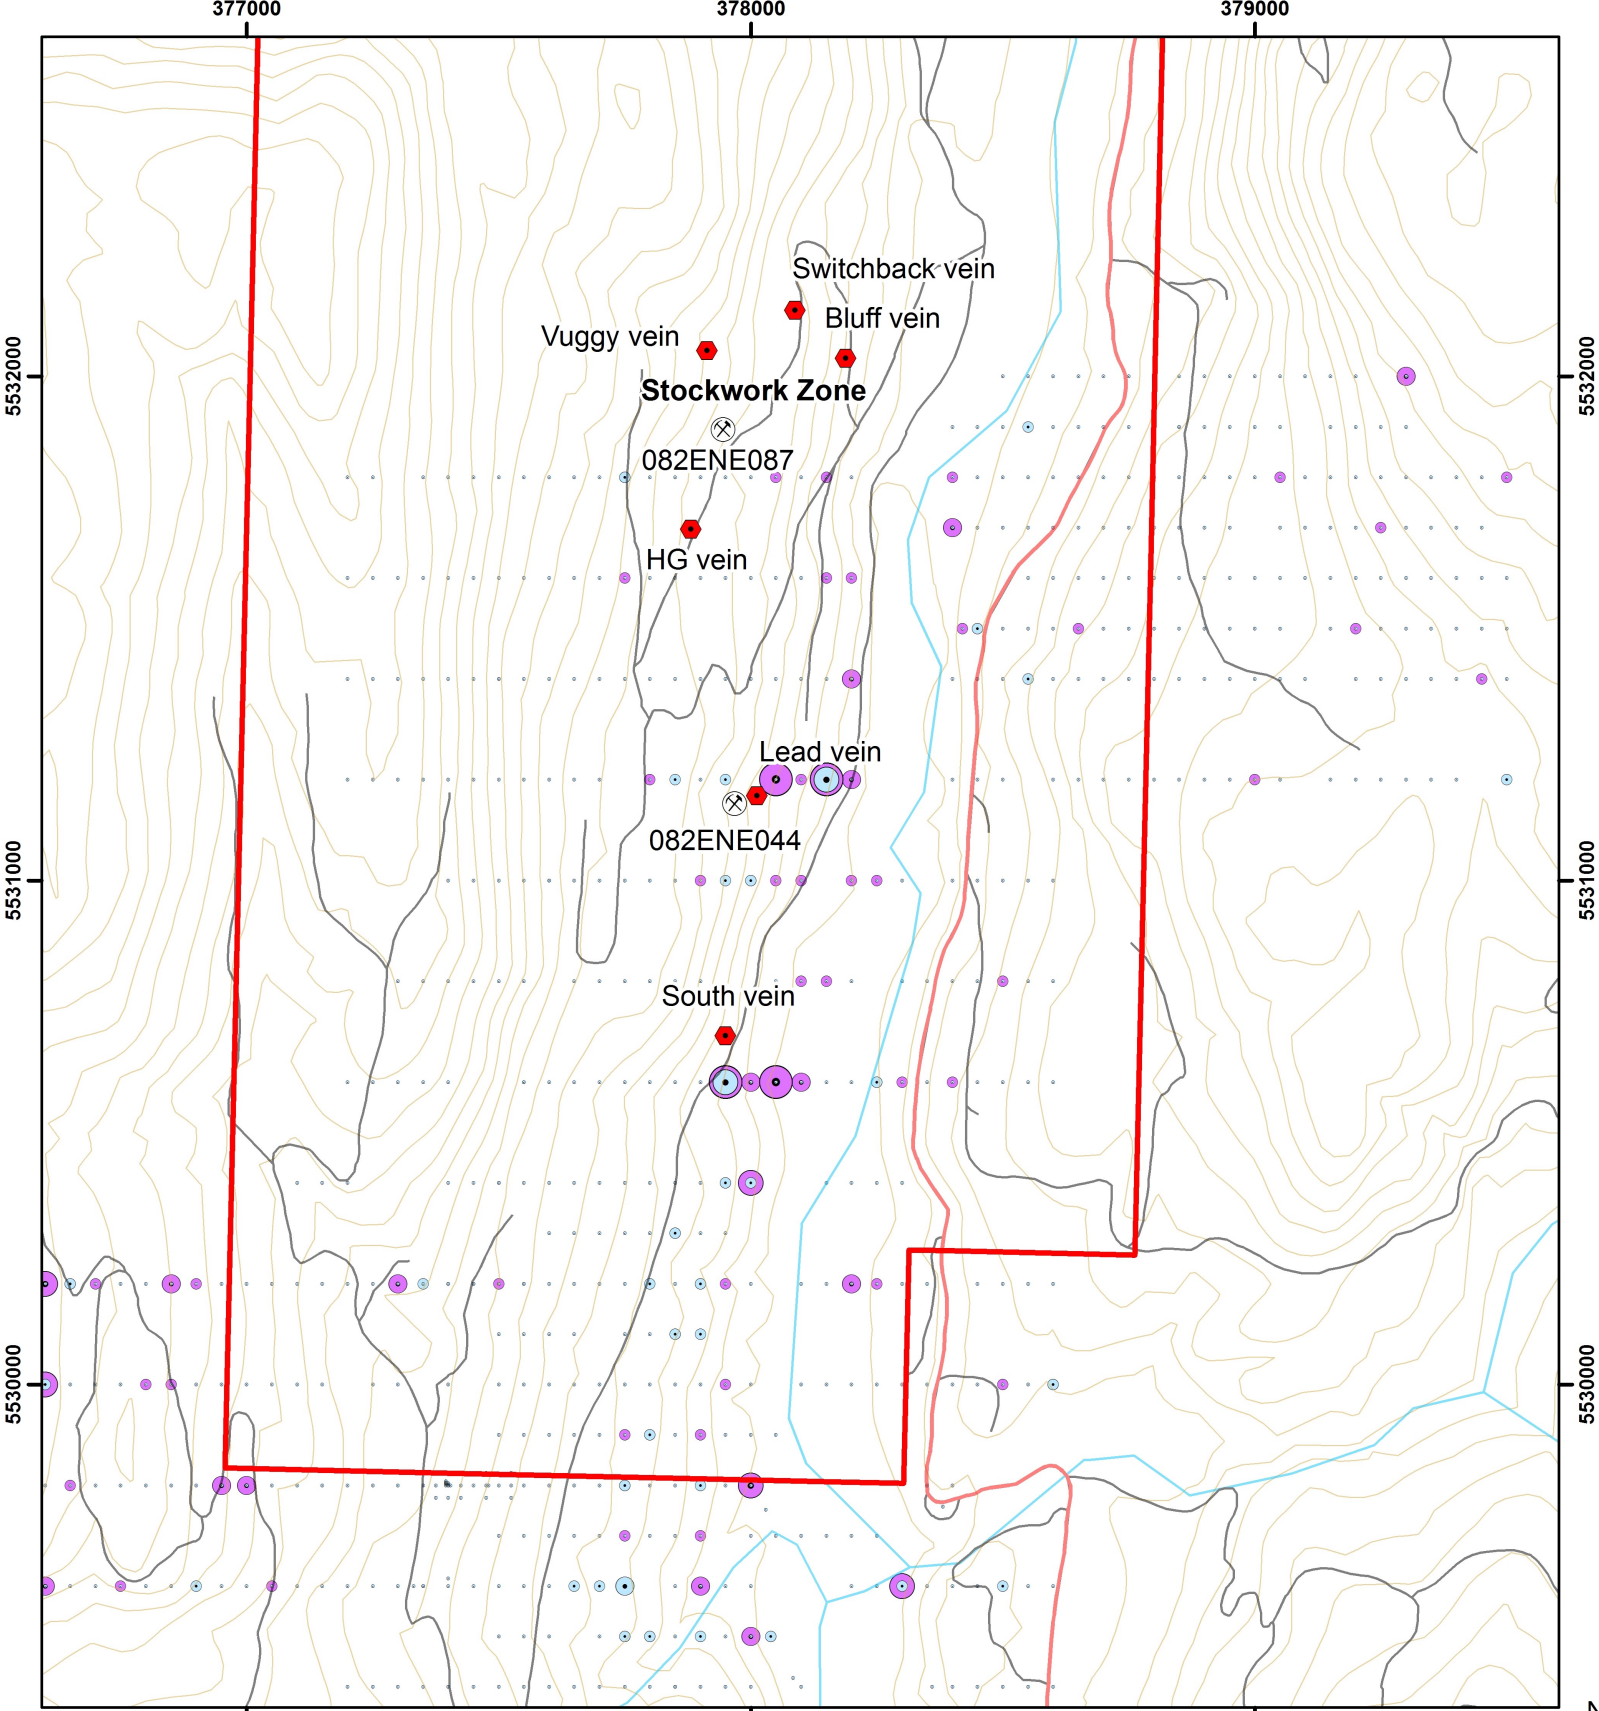 377000
378000
379000
Switchback vein
Bluff vein
Vuggy vein
5532000
5532000
Stockwork Zone
082ENE087
HG vein
Lead vein
082ENE044
5531000
5531000
South vein
5530000
5530000